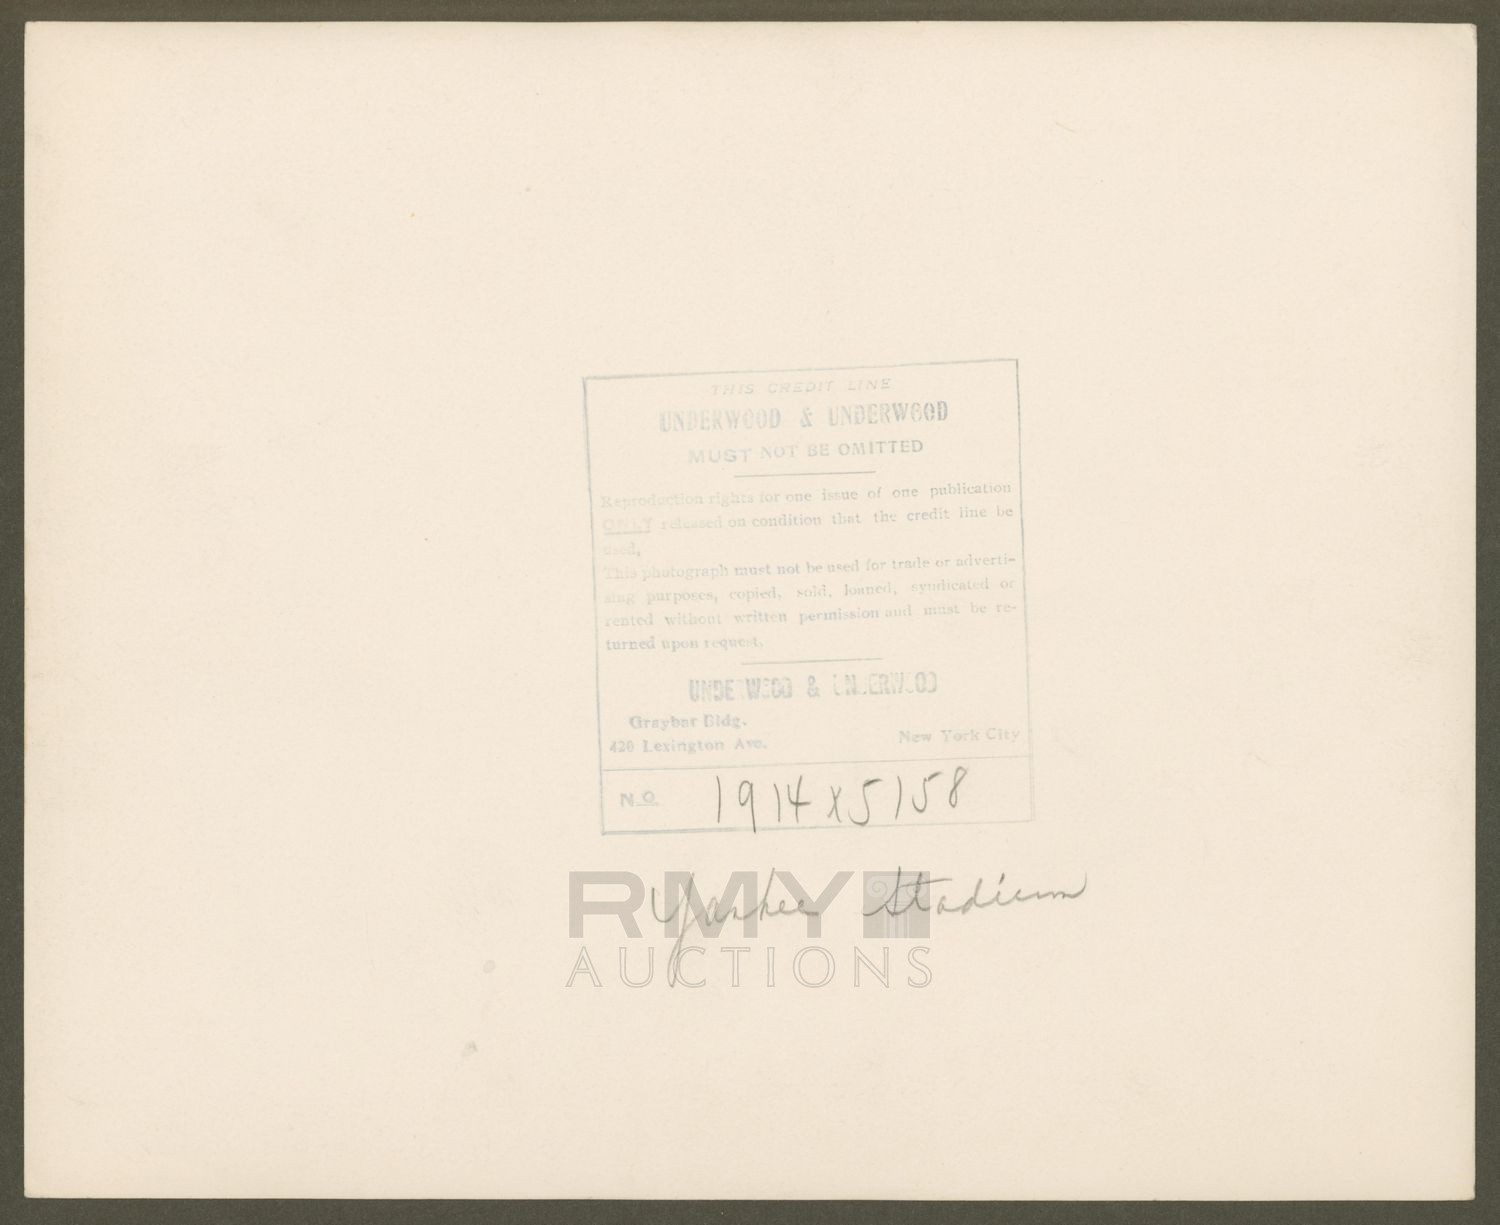 THIS CREDIT LINE
UNDERWOOD & UNDERWOOD
MUST NOT BE OMITTED
Reproduction rights for one issue of one publication
ONLY released on condition that the credit line be
used,
This photograph must not be used for trade or adverti-
sing purposes, copied, sold, loaned, syndicated or
rented without written permission and must be re-
turned upon request.
UNDERWOOD & UNDERWOOD
Graybar Bldg.
420 Lexington Ave. New York City
NO 1914x5158
Yankee Stadium
RMY
AUCTIONS